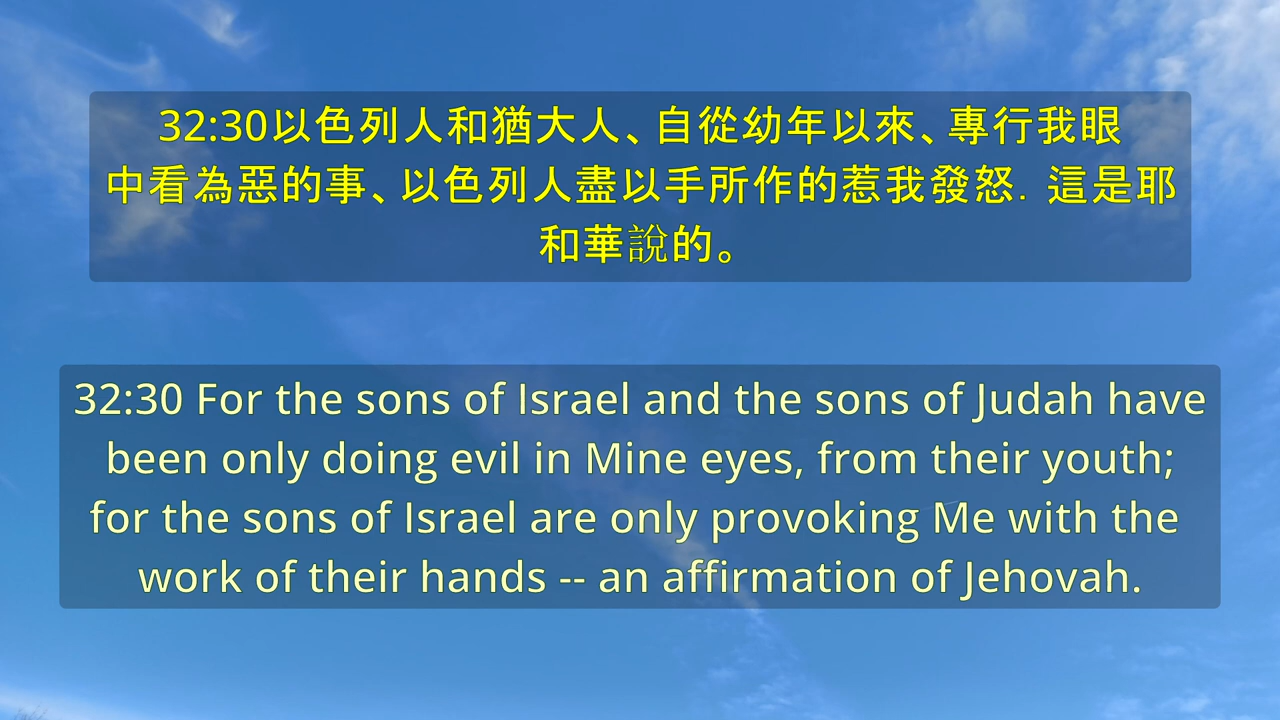 32:30以色列人和猶大人、自從幼年以來、專行我眼
中看為惡的事、以色列人盡以手所作的惹我發怒．這是耶
和華說的。
32:30 For the sons of Israel and the sons of Judah have
been only doing evil in Mine eyes, from their youth;
for the sons of Israel are only provoking Me with the
work of their hands -- an affirmation of Jehovah.